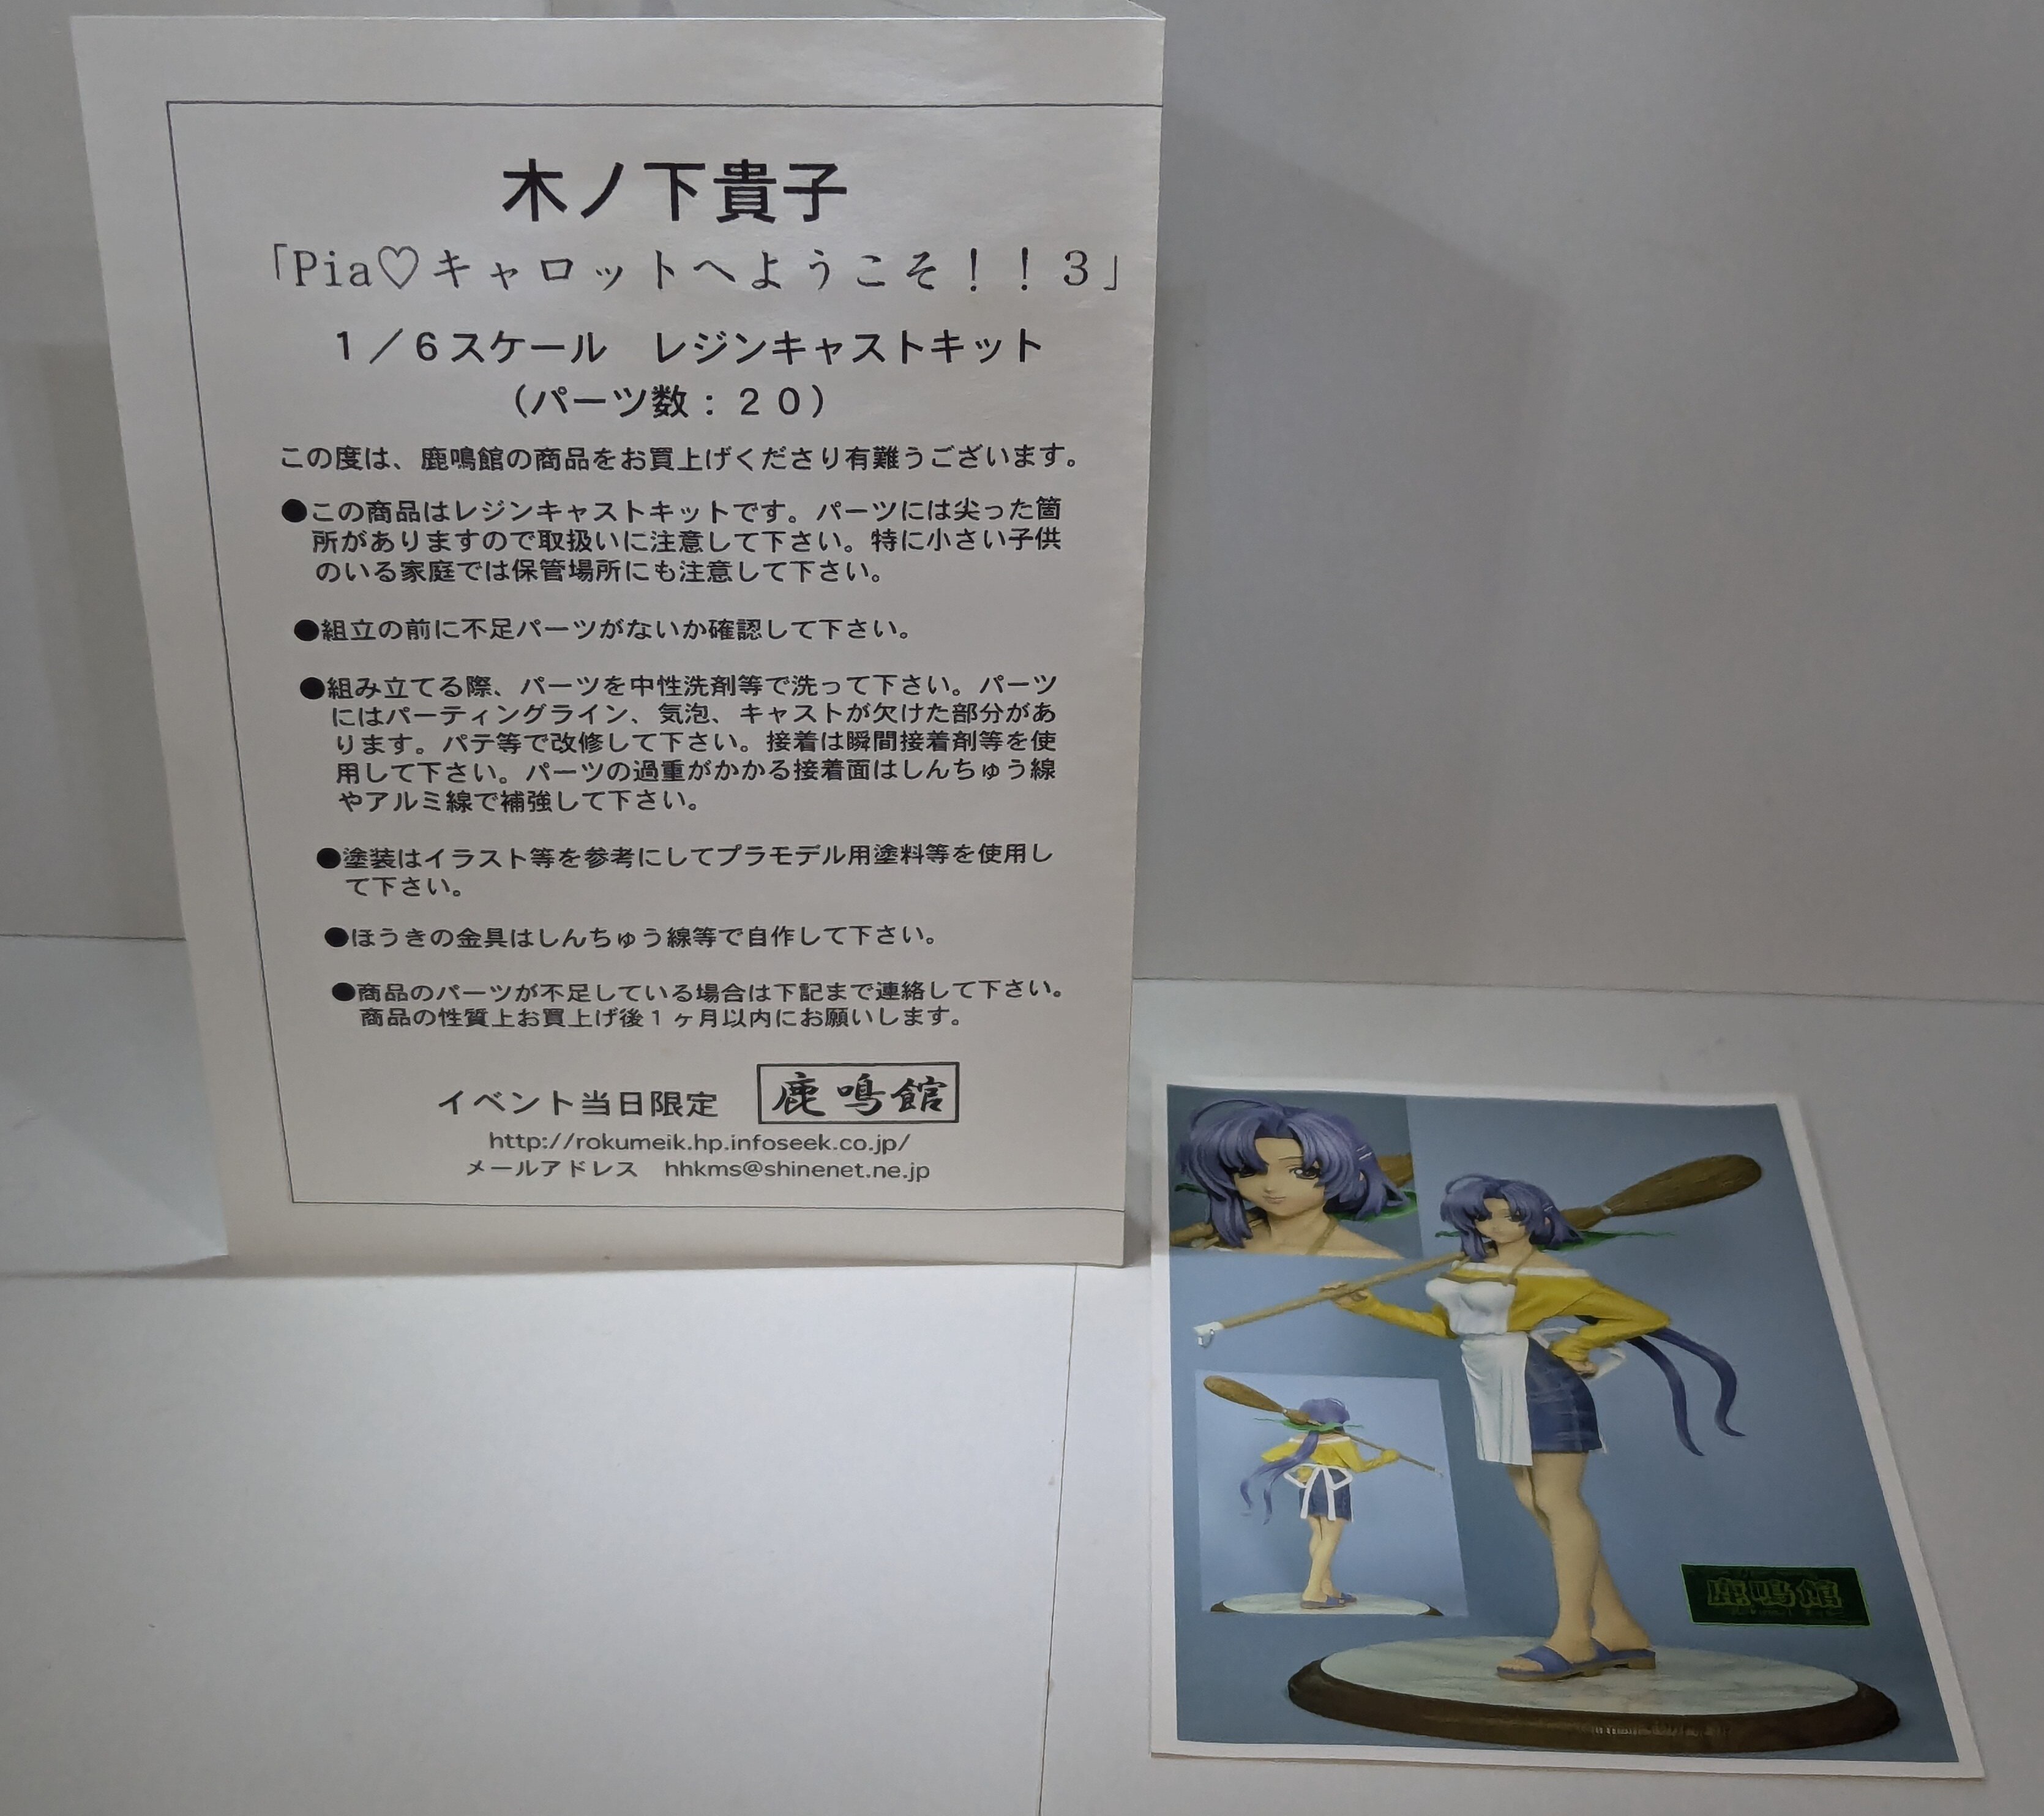 木ノ下貴子
「Pia♡キャロットへようこそ！！３」
１／６スケール　レジンキャストキット
（パーツ数：２０）
この度は、鹿鳴館の商品をお買上げくださり有難うございます。
●この商品はレジンキャストキットです。パーツには尖った箇
所がありますので取扱いに注意して下さい。特に小さい子供
のいる家庭では保管場所にも注意して下さい。
●組立の前に不足パーツがないか確認して下さい。
●組み立てる際、パーツを中性洗剤等で洗って下さい。パーツ
にはパーティングライン、気泡、キャストが欠けた部分があ
ります。パテ等で改修して下さい。接着は瞬間接着剤等を使
用して下さい。パーツの過重がかかる接着面はしんちゅう線
やアルミ線で補強して下さい。
●塗装はイラスト等を参考にしてプラモデル用塗料等を使用し
て下さい。
●ほうきの金具はしんちゅう線等で自作して下さい。
●商品のパーツが不足している場合は下記まで連絡して下さい。
商品の性質上お買上げ後１ヶ月以内にお願いします。
イベント当日限定　鹿鳴館
http://rokumeik.hp.infoseek.co.jp/
メールアドレス　hhkms@shinenet.ne.jp
鹿鳴館